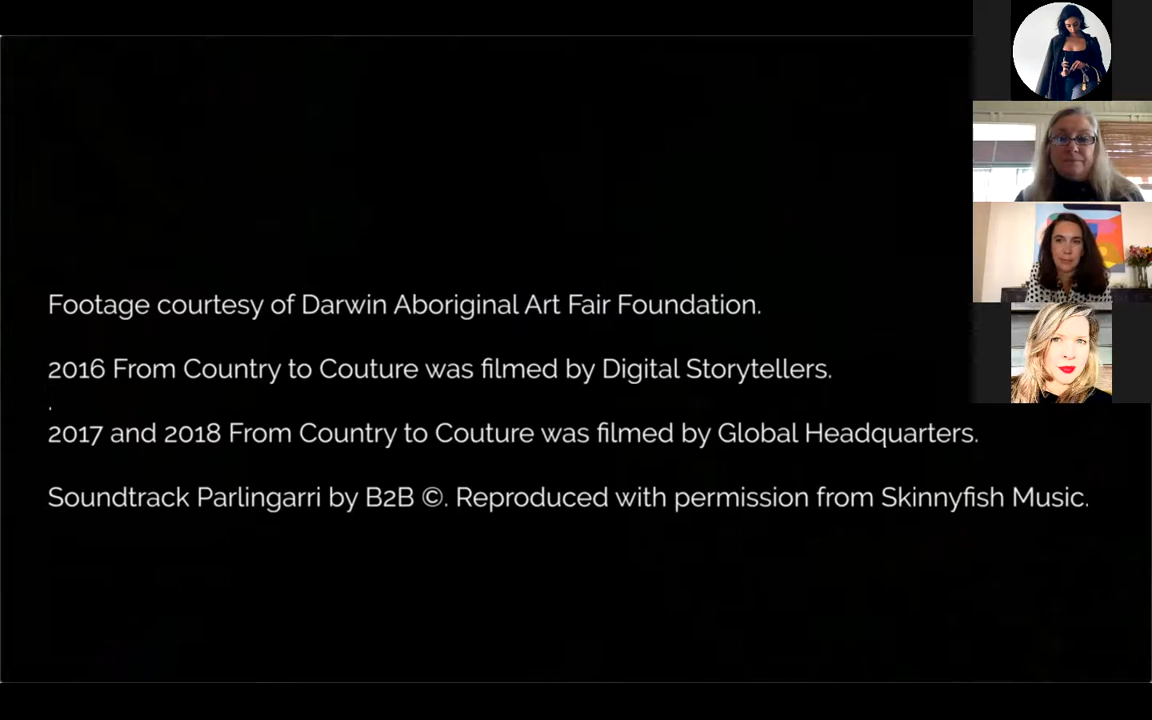 Footage courtesy of Darwin Aboriginal Art Fair Foundation.
2016 From Country to Couture was filmed by Digital Storytellers.
.
2017 and 2018 From Country to Couture was filmed by Global Headquarters.
Soundtrack Parlingarri by B2B ©. Reproduced with permission from Skinnyfish Music.